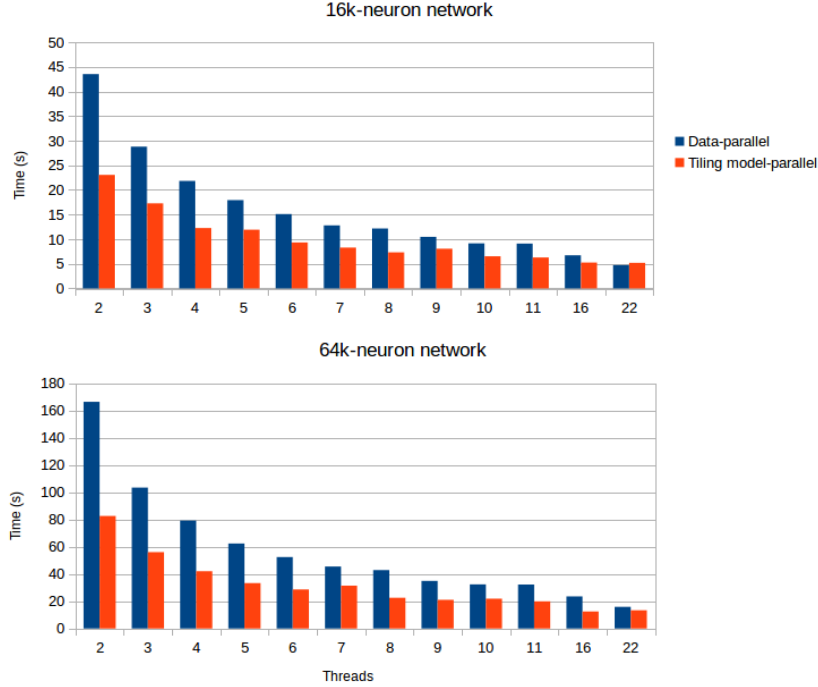 16k-neuron network
50
45
40
35
30
25
20
15
10
5
0
Time (s)
2 3 4 5 6 7 8 9 10 11 16 22
Data-parallel
Tiling model-parallel
64k-neuron network
180
160
140
120
100
80
60
40
20
0
Time (s)
2 3 4 5 6 7 8 9 10 11 16 22
Threads